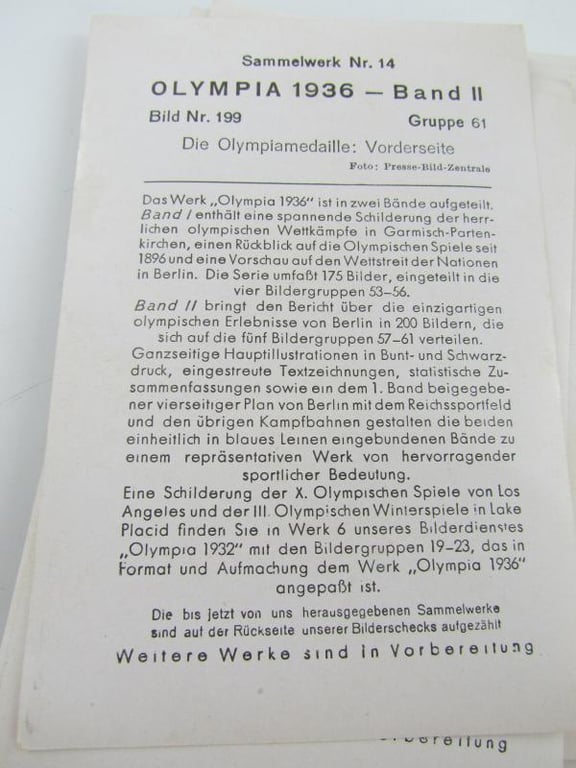 Sammelwerk Nr. 14
OLYMPIA 1936 — Band II
Bild Nr. 199 Gruppe 61
Die Olympiamedaille: Vorderseite
Foto: Presse-Bild-Zentrale
Das Werk „Olympia 1936“ ist in zwei Bände aufgeteilt.
Band I enthält eine spannende Schilderung der herr-
lichen olympischen Wettkämpfe in Garmisch-Parten-
kirchen, einen Rückblick auf die Olympischen Spiele seit
1896 und eine Vorschau auf den Wettstreit der Nationen
in Berlin. Die Serie umfaßt 175 Bilder, eingeteilt in die
vier Bildergruppen 53–56.
Band II bringt den Bericht über die einzigartigen
olympischen Erlebnisse von Berlin in 200 Bildern, die
sich auf die fünf Bildergruppen 57–61 verteilen.
Ganzseitige Hauptillustrationen in Bunt- und Schwarz-
druck, eingestreute Textzeichnungen, statistische Zu-
sammenfassungen sowie ein dem 1. Band beigegebe-
ner vierseitiger Plan von Berlin mit dem Reichssportfeld
und den übrigen Kampfbahnen gestalten die beiden
einheitlich in blaues Leinen eingebundenen Bände zu
einem repräsentativen Werk von hervorragender
sportlicher Bedeutung.
Eine Schilderung der X. Olympischen Spiele von Los
Angeles und der III. Olympischen Winterspiele in Lake
Placid finden Sie in Werk 6 unseres Bilderdienstes
„Olympia 1932“ mit den Bildergruppen 19–23, das in
Format und Aufmachung dem Werk „Olympia 1936“
angepaßt ist.
Die bis jetzt von uns herausgegebenen Sammelwerke
sind auf der Rückseite unserer Bilderschecks aufgezählt
Weitere Werke sind in Vorbereitung
Vorbereitung